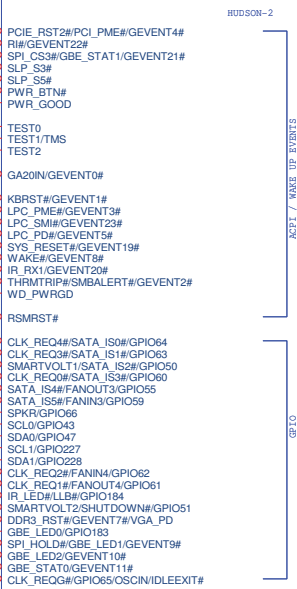 HUDSON-2
PCIE_RST2#/PCI_PME#/GEVENT4#
RI#/GEVENT22#
SPI_CS3#/GBE_STAT1/GEVENT21#
SLP_S3#
SLP_S5#
PWR_BTN#
PWR_GOOD
TEST0
TEST1/TMS
TEST2
GA20IN/GEVENT0#
KBRST#/GEVENT1#
LPC_PME#/GEVENT3#
LPC_SMI#/GEVENT23#
LPC_PD#/GEVENT5#
SYS_RESET#/GEVENT19#
WAKE#/GEVENT8#
IR_RX1/GEVENT20#
THRMTRIP#/SMBALERT#/GEVENT2#
WD_PWRGD
RSMRST#
ACPI / WAKE UP EVENTS
CLK_REQ4#/SATA_IS0#/GPIO64
CLK_REQ3#/SATA_IS1#/GPIO63
SMARTVOLT1/SATA_IS2#/GPIO50
CLK_REQ0#/SATA_IS3#/GPIO60
SATA_IS4#/FANOUT3/GPIO55
SATA_IS5#/FANIN3/GPIO59
SPKR/GPIO66
SCL0/GPIO43
SDA0/GPIO47
SCL1/GPIO227
SDA1/GPIO228
CLK_REQ2#/FANIN4/GPIO62
CLK_REQ1#/FANOUT4/GPIO61
IR_LED#/LLB#/GPIO184
SMARTVOLT2/SHUTDOWN#/GPIO51
DDR3_RST#/GEVENT7#/VGA_PD
GBE_LED0/GPIO183
SPI_HOLD#/GBE_LED1/GEVENT9#
GBE_LED2/GEVENT10#
GBE_STAT0/GEVENT11#
CLK_REQG#/GPIO65/OSCIN/IDLEEXIT#
GPIO